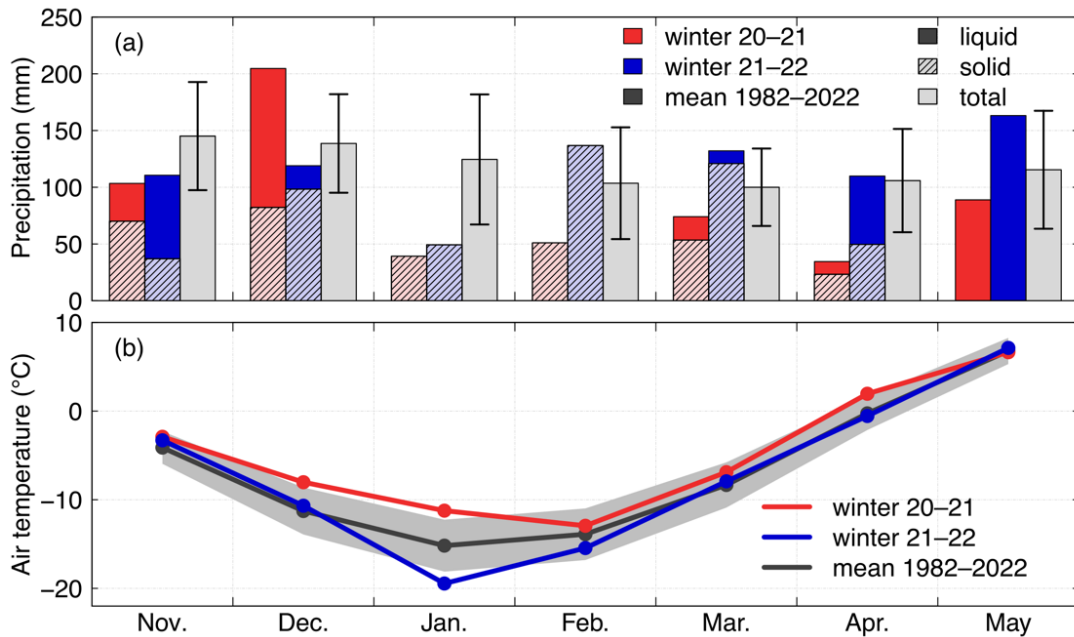 250
200
150
100
50
0
Precipitation (mm)
(a)
winter 20–21
winter 21–22
mean 1982–2022
liquid
solid
total
10
0
−10
−20
Air temperature (°C)
(b)
winter 20–21
winter 21–22
mean 1982–2022
Nov. Dec. Jan. Feb. Mar. Apr. May